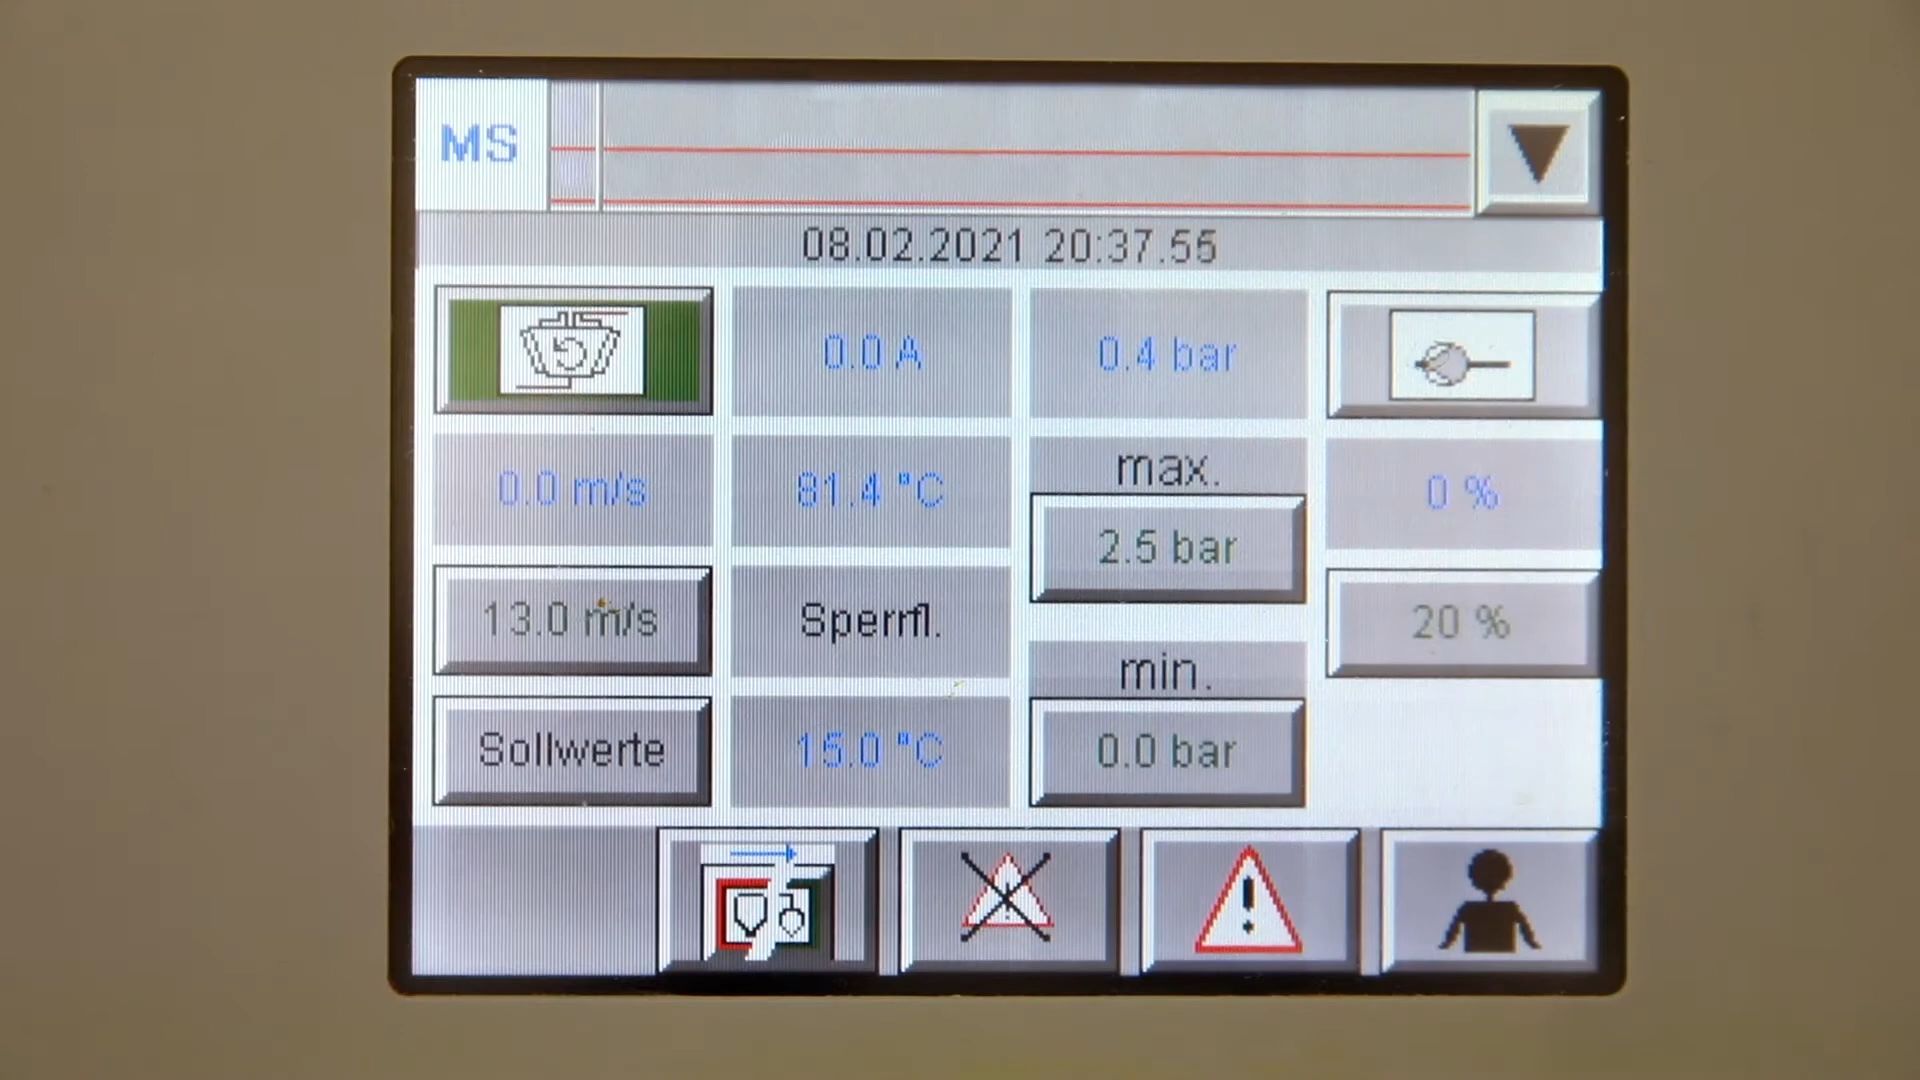 MS
08.02.2021 20:37.55
0.0 A
0.4 bar
0.0 m/s
81.4 °C
max.
2.5 bar
0 %
13.0 m/s
Sperrfl.
20 %
min.
Sollwerte
15.0 °C
0.0 bar